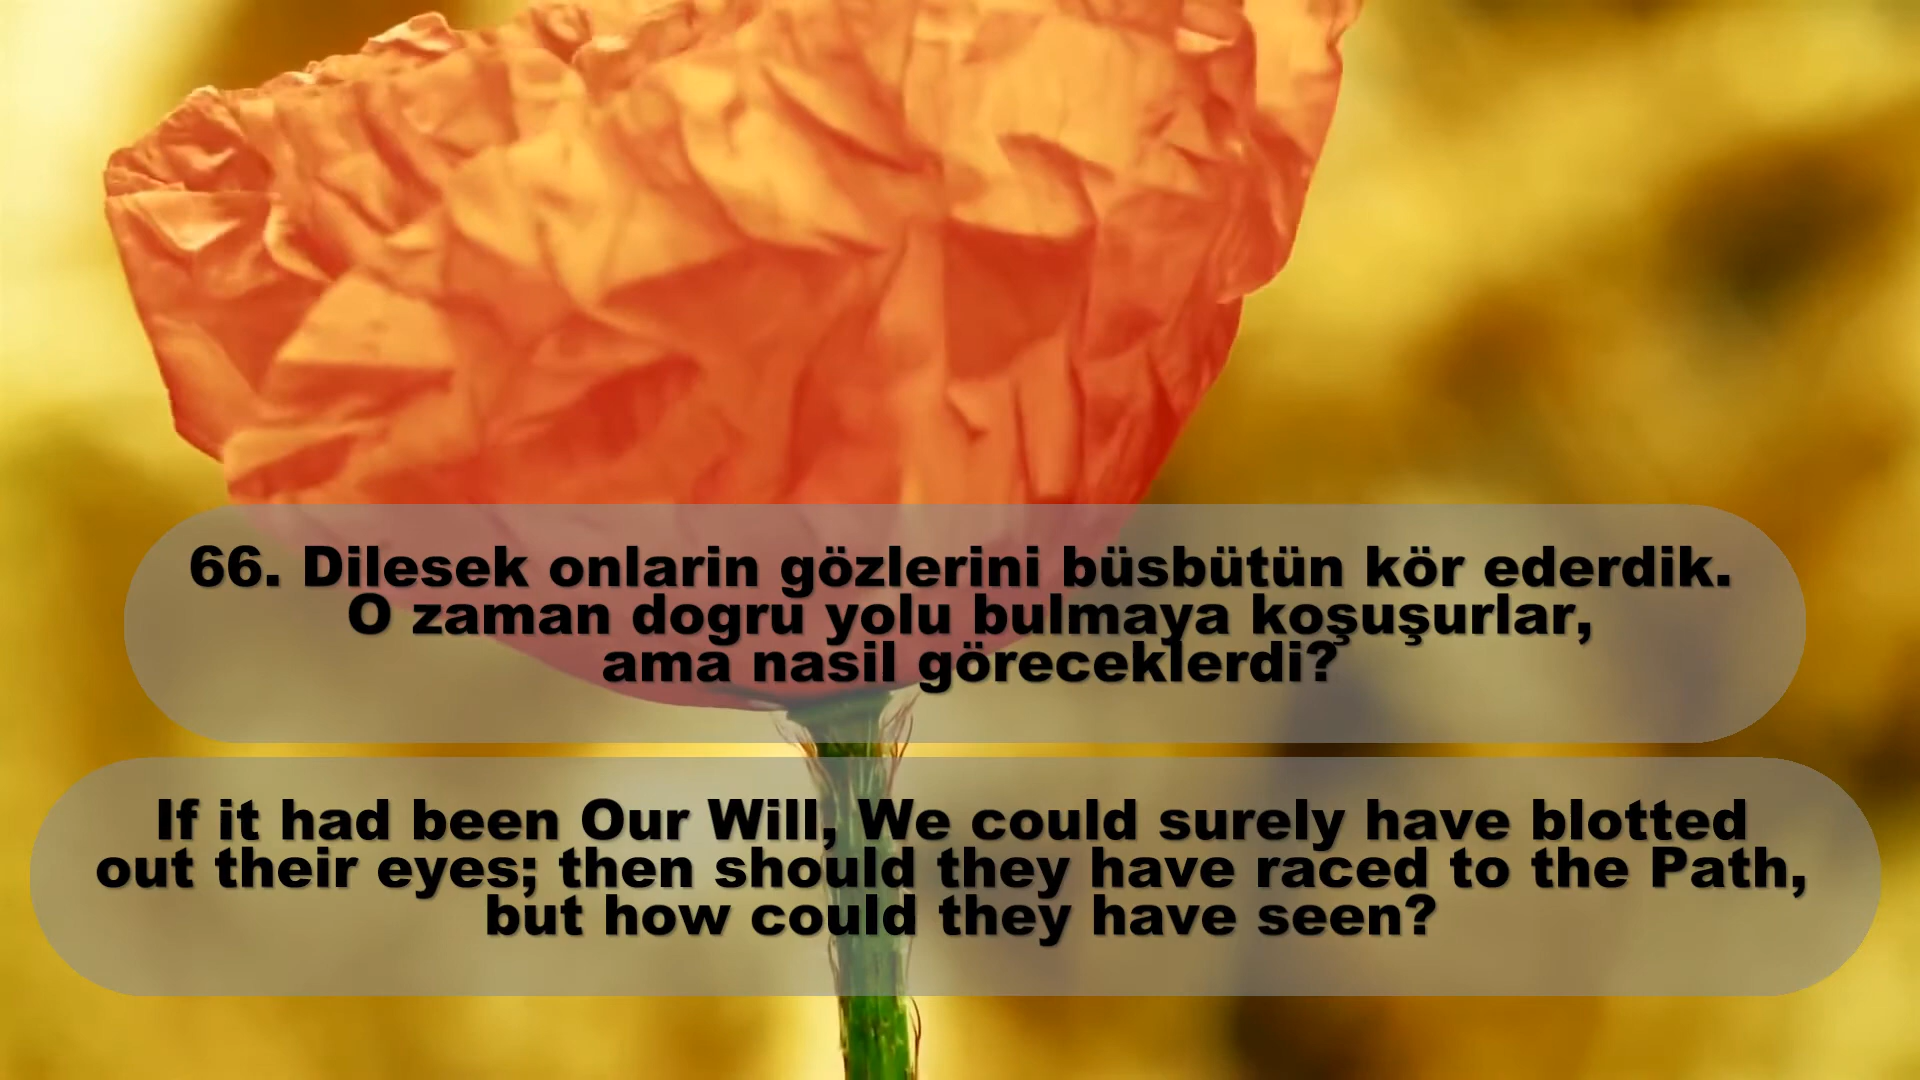 66. Dilesek onlarin gözlerini büsbütün kör ederdik.
O zaman dogru yolu bulmaya koşuşurlar,
ama nasil göreceklerdi?
If it had been Our Will, We could surely have blotted
out their eyes; then should they have raced to the Path,
but how could they have seen?